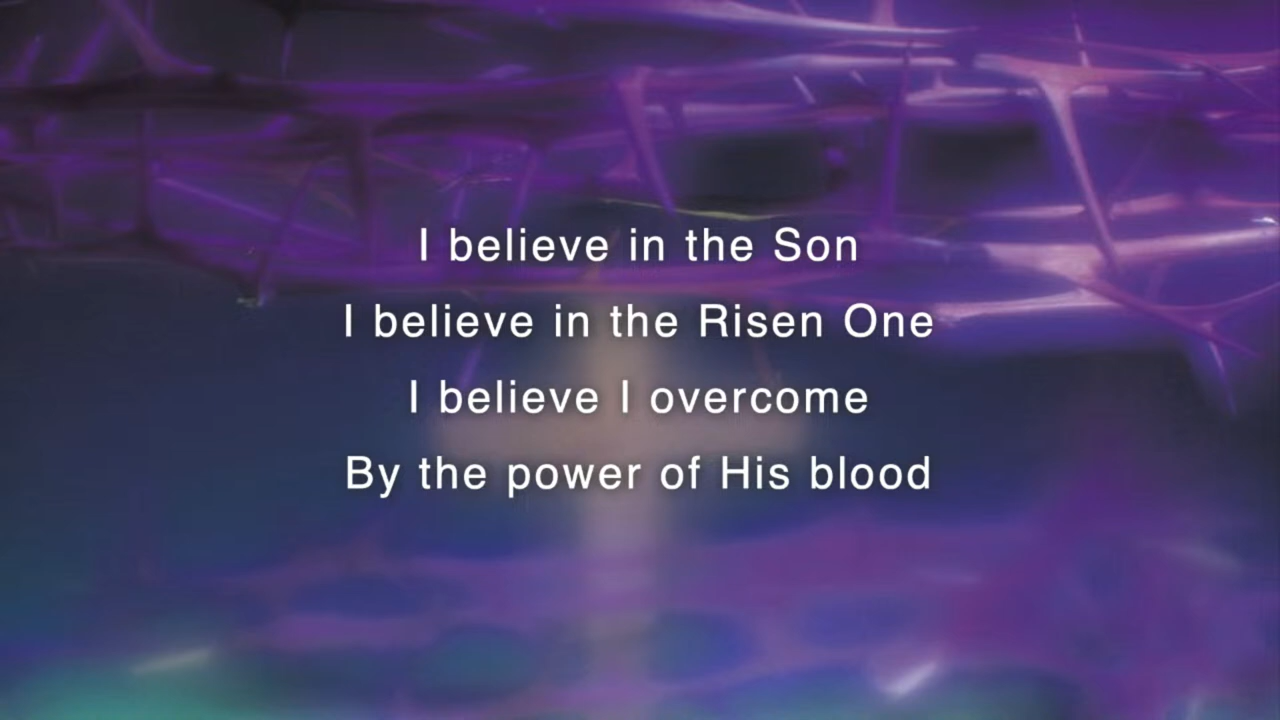 I believe in the Son
I believe in the Risen One
I believe I overcome
By the power of His blood